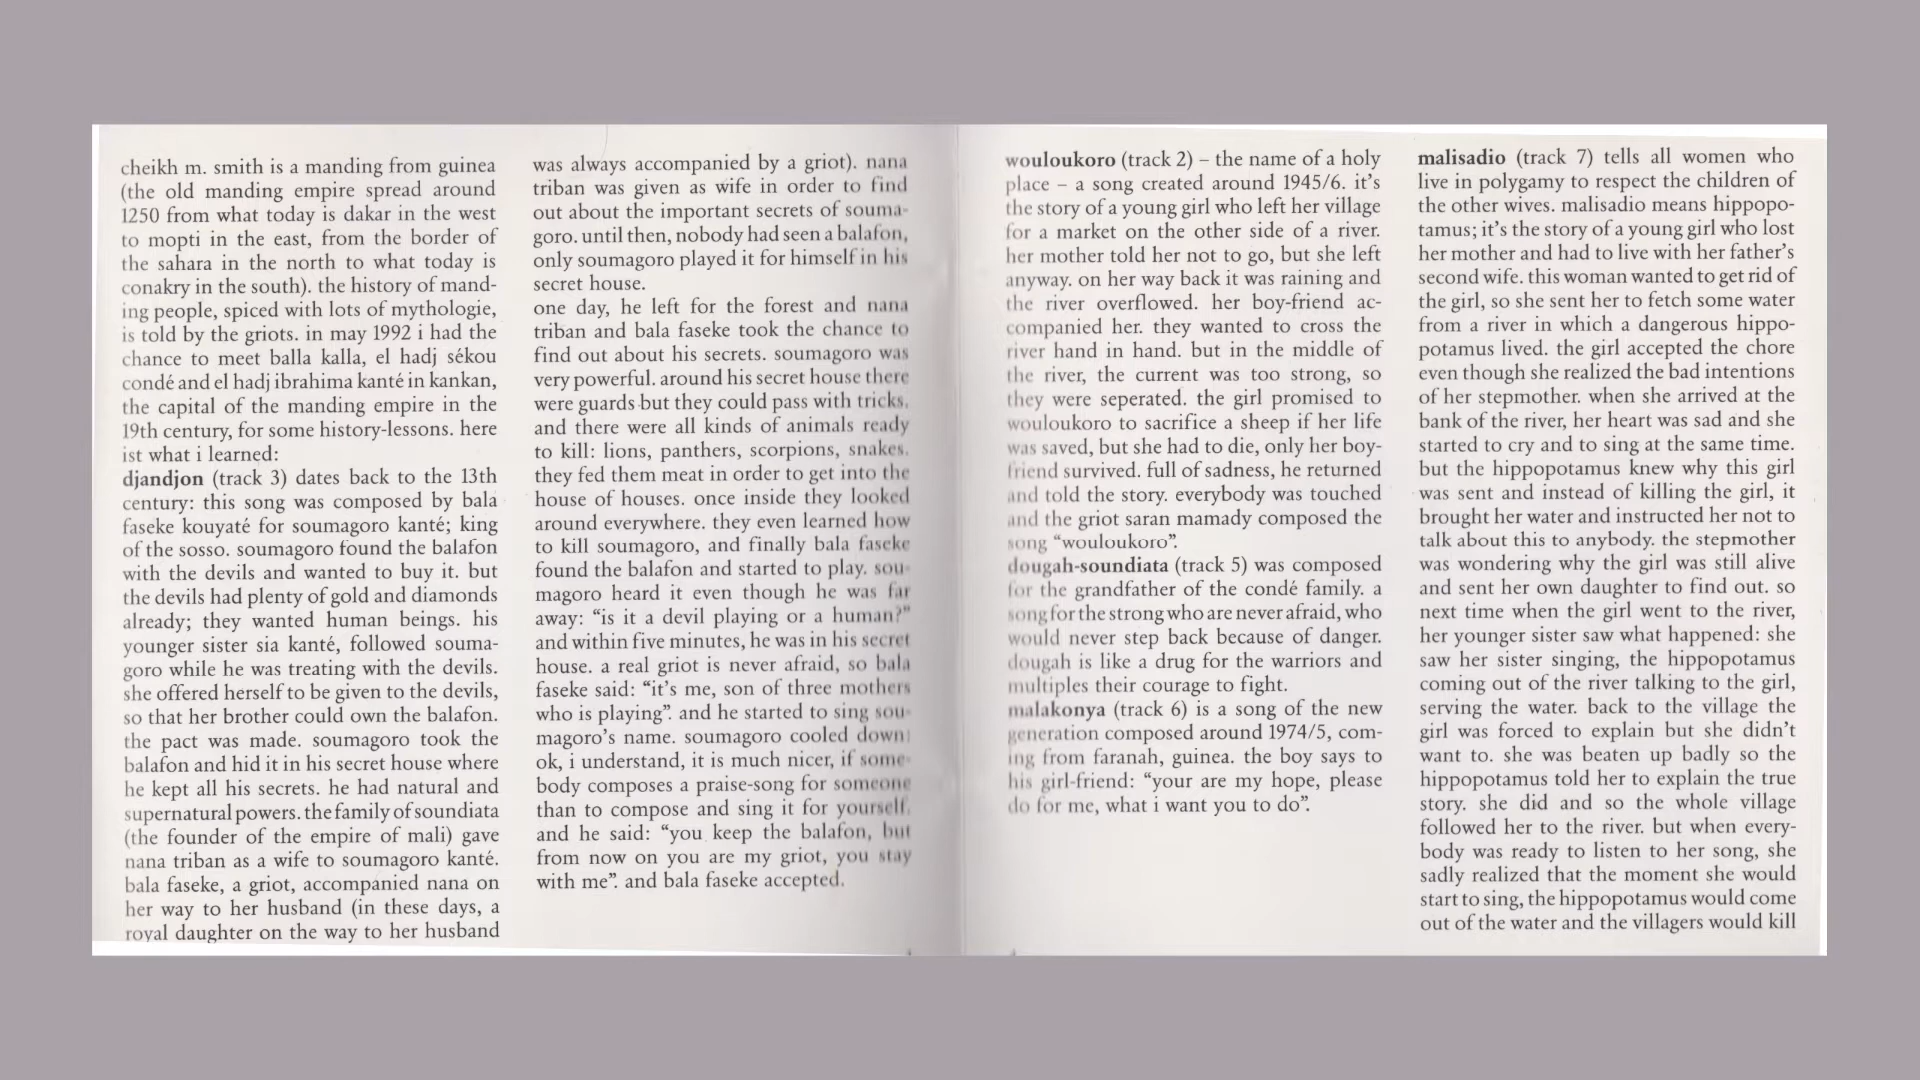 cheikh m. smith is a manding from guinea
(the old manding empire spread around
1250 from what today is dakar in the west
to mopti in the east, from the border of
the sahara in the north to what today is
conakry in the south). the history of mand-
ing people, spiced with lots of mythologie,
is told by the griots. in may 1992 i had the
chance to meet balla kalla, el hadj sékou
condé and el hadj ibrahima kanté in kankan,
the capital of the manding empire in the
19th century, for some history-lessons. here
ist what i learned:
djandjon (track 3) dates back to the 13th
century: this song was composed by bala
faseke kouyaté for soumagoro kanté; king
of the sosso. soumagoro found the balafon
with the devils and wanted to buy it. but
the devils had plenty of gold and diamonds
already; they wanted human beings. his
younger sister sia kanté, followed souma-
goro while he was treating with the devils.
she offered herself to be given to the devils,
so that her brother could own the balafon.
the pact was made. soumagoro took the
balafon and hid it in his secret house where
he kept all his secrets. he had natural and
supernatural powers. the family of soundiata
(the founder of the empire of mali) gave
nana triban as a wife to soumagoro kanté.
bala faseke, a griot, accompanied nana on
her way to her husband (in these days, a
royal daughter on the way to her husband
was always accompanied by a griot). nana
triban was given as wife in order to find
out about the important secrets of souma-
goro. until then, nobody had seen a balafon,
only soumagoro played it for himself in his
secret house.
one day, he left for the forest and nana
triban and bala faseke took the chance to
find out about his secrets. soumagoro was
very powerful. around his secret house there
were guards but they could pass with tricks.
and there were all kinds of animals ready
to kill: lions, panthers, scorpions, snakes.
they fed them meat in order to get into the
house of houses. once inside they looked
around everywhere. they even learned how
to kill soumagoro, and finally bala faseke
found the balafon and started to play. sou-
magoro heard it even though he was far
away: “is it a devil playing or a human?”
and within five minutes, he was in his secret
house. a real griot is never afraid, so bala
faseke said: “it's me, son of three mothers
who is playing”. and he started to sing sou-
magoro's name. soumagoro cooled down:
ok, i understand, it is much nicer, if some-
body composes a praise-song for someone
than to compose and sing it for yourself.
and he said: “you keep the balafon, but
from now on you are my griot, you stay
with me”. and bala faseke accepted.
wouloukoro (track 2) – the name of a holy
place – a song created around 1945/6. it's
the story of a young girl who left her village
for a market on the other side of a river.
her mother told her not to go, but she left
anyway. on her way back it was raining and
the river overflowed. her boy-friend ac-
companied her. they wanted to cross the
river hand in hand. but in the middle of
the river, the current was too strong, so
they were seperated. the girl promised to
wouloukoro to sacrifice a sheep if her life
was saved, but she had to die, only her boy-
friend survived. full of sadness, he returned
and told the story. everybody was touched
and the griot saran mamady composed the
song “wouloukoro”.
dougah-soundiata (track 5) was composed
for the grandfather of the condé family. a
song for the strong who are never afraid, who
would never step back because of danger.
dougah is like a drug for the warriors and
multiples their courage to fight.
malakonya (track 6) is a song of the new
generation composed around 1974/5, com-
ing from faranah, guinea. the boy says to
his girl-friend: “your are my hope, please
do for me, what i want you to do”.
malisadio (track 7) tells all women who
live in polygamy to respect the children of
the other wives. malisadio means hippopo-
tamus; it's the story of a young girl who lost
her mother and had to live with her father's
second wife. this woman wanted to get rid of
the girl, so she sent her to fetch some water
from a river in which a dangerous hippo-
potamus lived. the girl accepted the chore
even though she realized the bad intentions
of her stepmother. when she arrived at the
bank of the river, her heart was sad and she
started to cry and to sing at the same time.
but the hippopotamus knew why this girl
was sent and instead of killing the girl, it
brought her water and instructed her not to
talk about this to anybody. the stepmother
was wondering why the girl was still alive
and sent her own daughter to find out. so
next time when the girl went to the river,
her younger sister saw what happened: she
saw her sister singing, the hippopotamus
coming out of the river talking to the girl,
serving the water. back to the village the
girl was forced to explain but she didn't
want to. she was beaten up badly so the
hippopotamus told her to explain the true
story. she did and so the whole village
followed her to the river. but when every-
body was ready to listen to her song, she
sadly realized that the moment she would
start to sing, the hippopotamus would come
out of the water and the villagers would kill